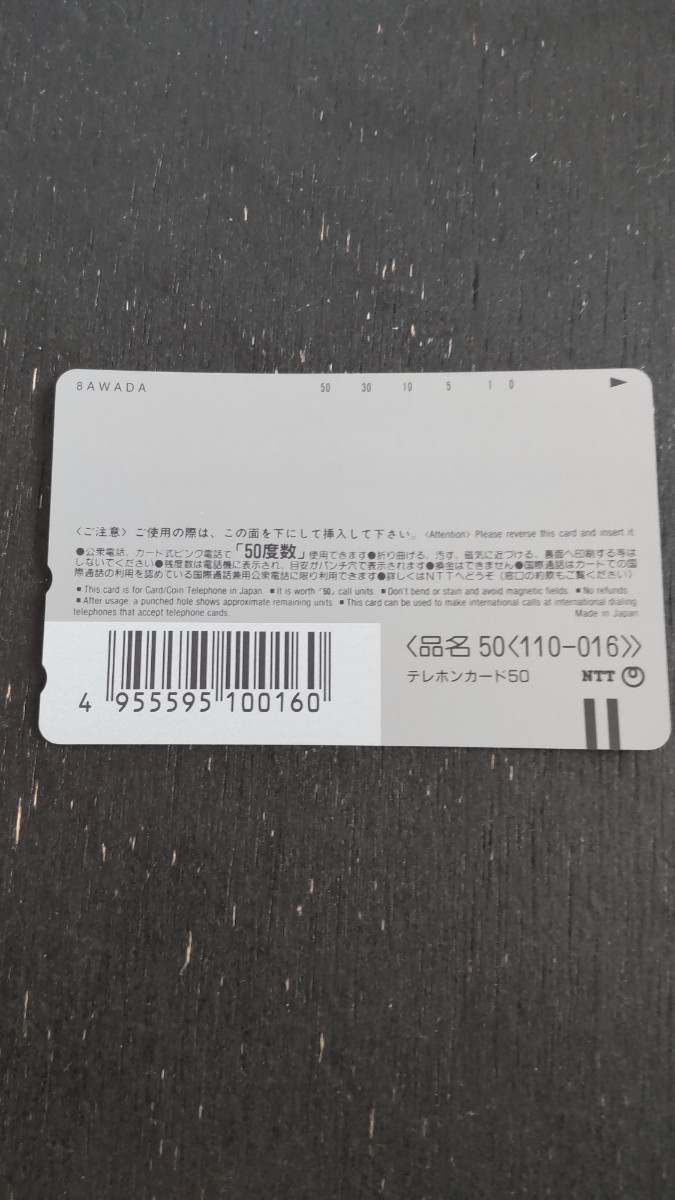 8AWADA 50 30 10 5 1 0
〈ご注意〉ご使用の際は、この面を下にして挿入して下さい。〈Attention〉Please reverse this card and insert it
●公衆電話、カード式ピンク電話で「50度数」使用できます●折り曲げる、汚す、磁気に近づける、裏面へ印刷する等は
しないでください●残度数は電話機に表示され、目安がパンチ穴で表示されます●換金はできません●国際通話はカードでの国
際通話の利用を認めている国際通話兼用公衆電話に限り利用できます●詳しくはNTTへどうぞ（窓口の約款もご覧ください）
■This card is for Card/Coin Telephone in Japan. ■It is worth「50」call units ■Don't bend or stain and avoid magnetic fields. ■No refunds.
■After usage, a punched hole shows approximate remaining units. ■This card can be used to make international calls at international dialing
telephones that accept telephone cards. Made in Japan
〈品名 50〈110-016〉〉
テレホンカード50 NTT
4 955595 100160